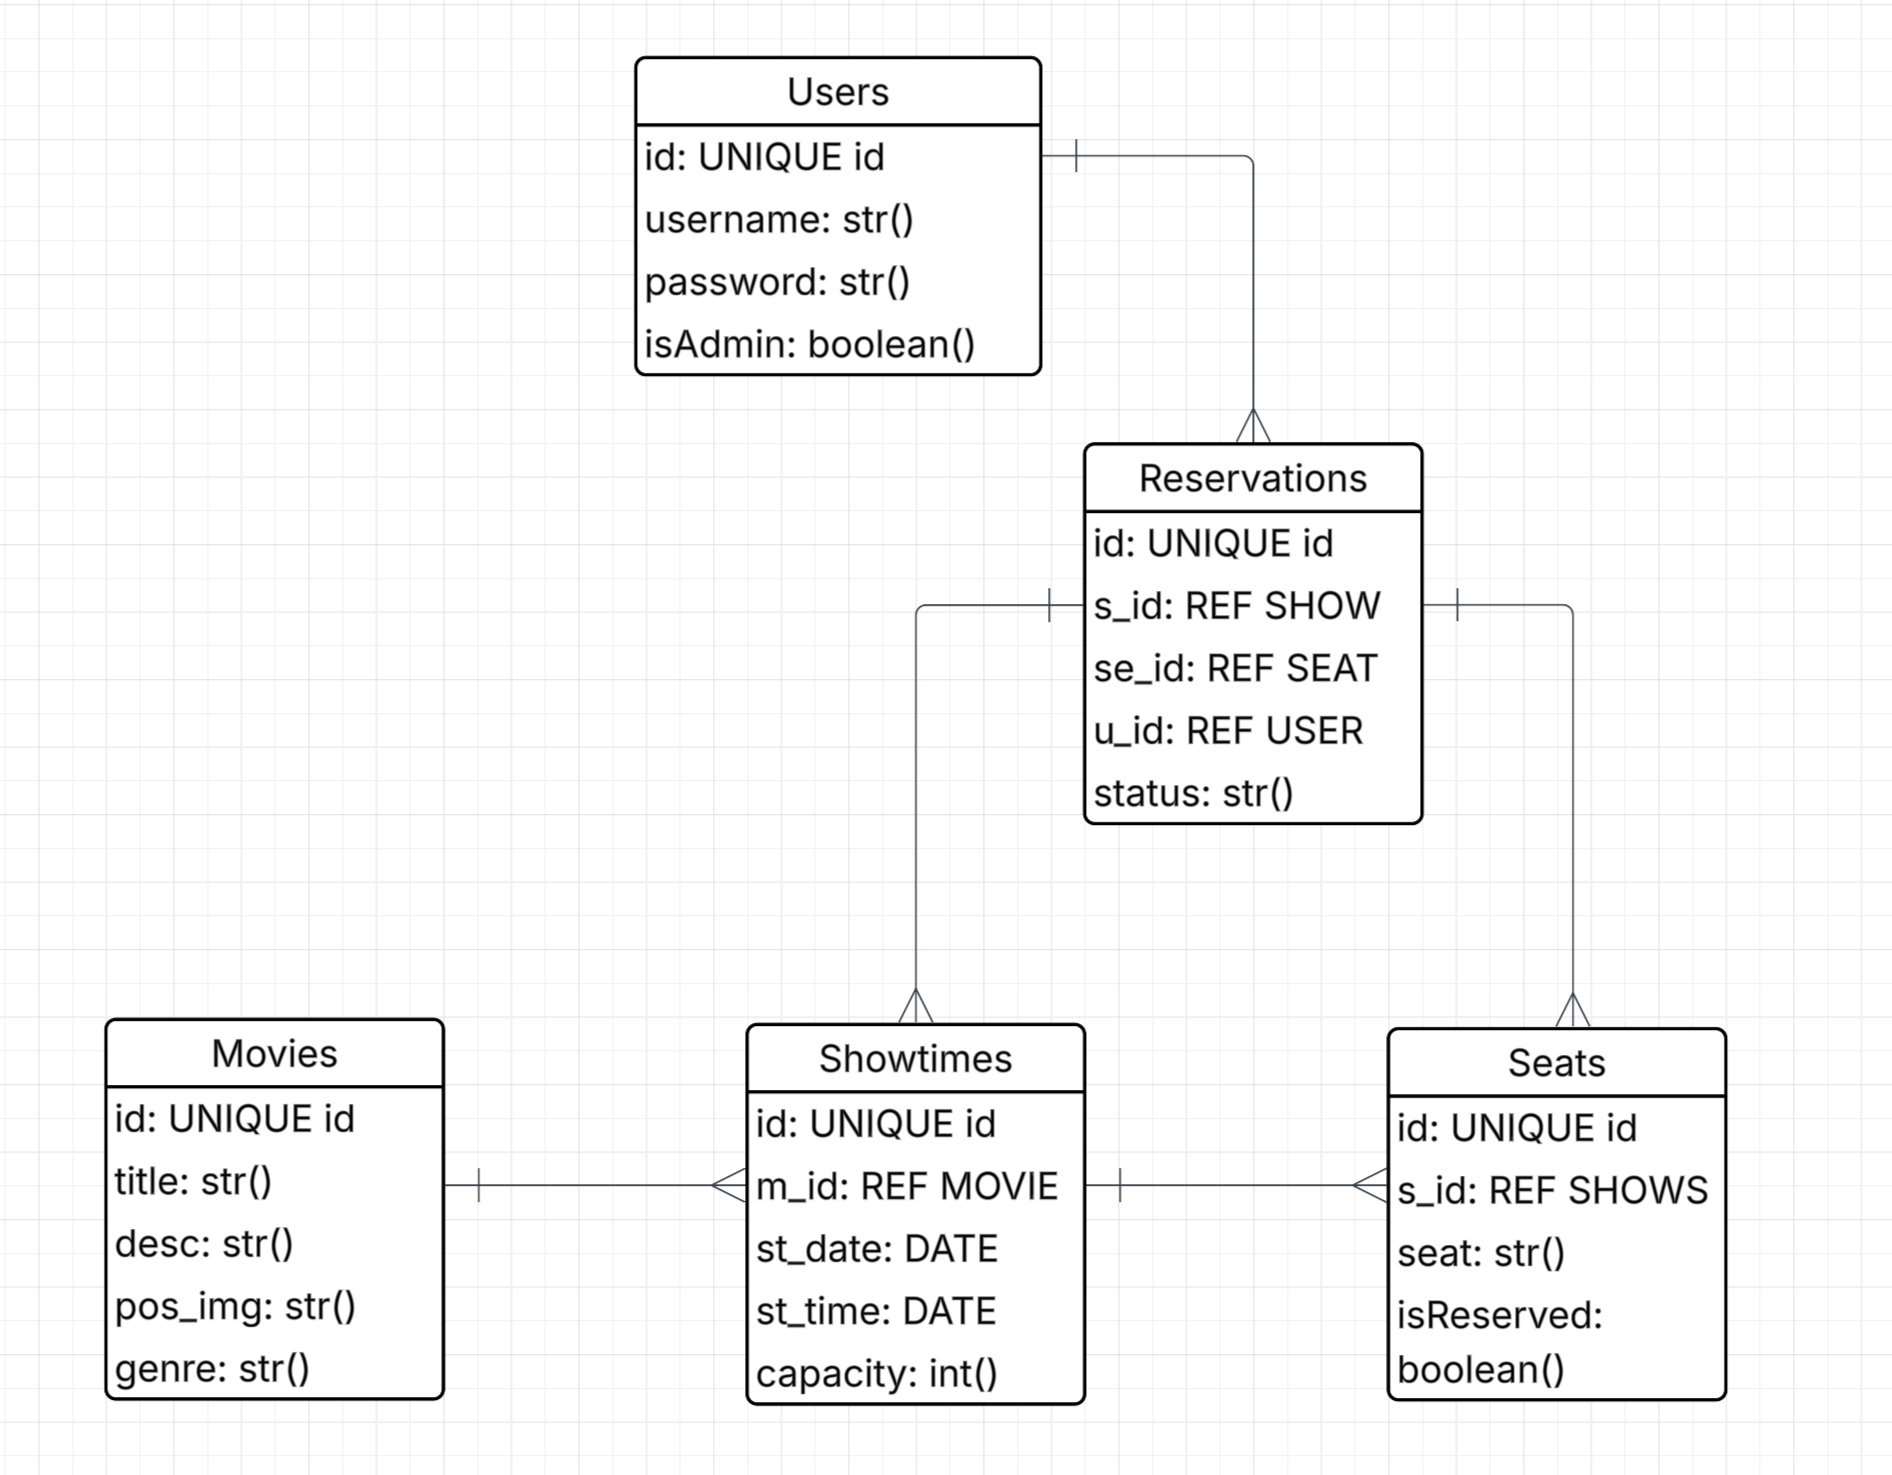 Users
id: UNIQUE id
username: str()
password: str()
isAdmin: boolean()
Reservations
id: UNIQUE id
s_id: REF SHOW
se_id: REF SEAT
u_id: REF USER
status: str()
Movies
id: UNIQUE id
title: str()
desc: str()
pos_img: str()
genre: str()
Showtimes
id: UNIQUE id
m_id: REF MOVIE
st_date: DATE
st_time: DATE
capacity: int()
Seats
id: UNIQUE id
s_id: REF SHOWS
seat: str()
isReserved:
boolean()